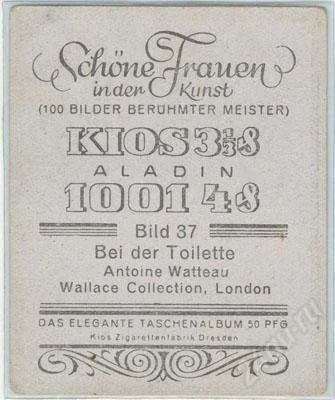 Schöne Frauen
in der Kunst
(100 BILDER BERÜHMTER MEISTER)
KIOS 3½ ₰
ALADIN
1001 4 ₰
Bild 37
Bei der Toilette
Antoine Watteau
Wallace Collection, London
DAS ELEGANTE TASCHENALBUM 50 PFG
Kios Zigarettenfabrik Dresden